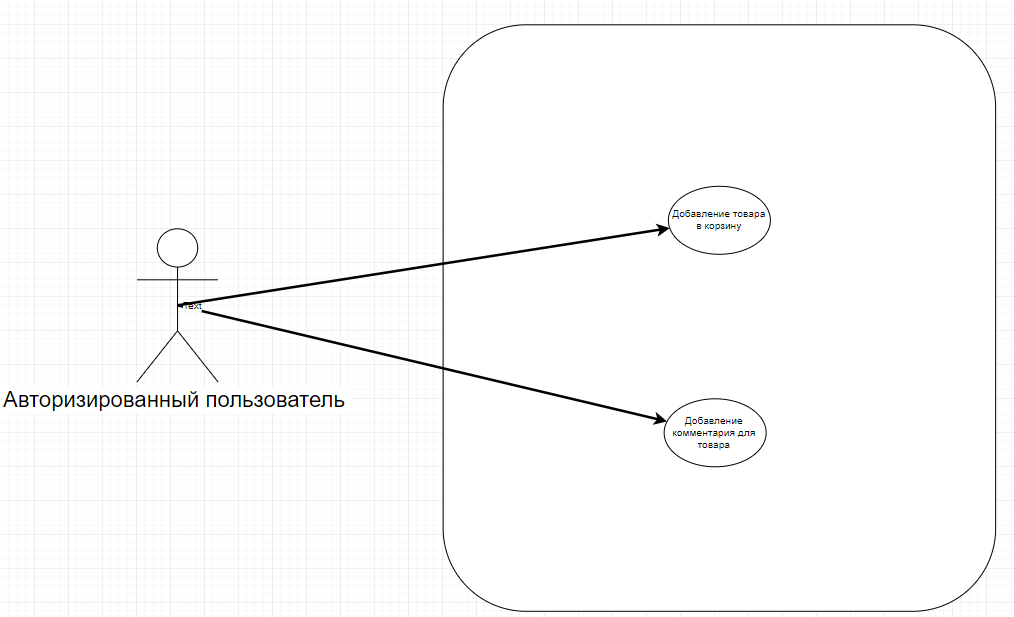 Добавление товара
в корзину
Text
Авторизированный пользователь
Добавление
комментария для
товара